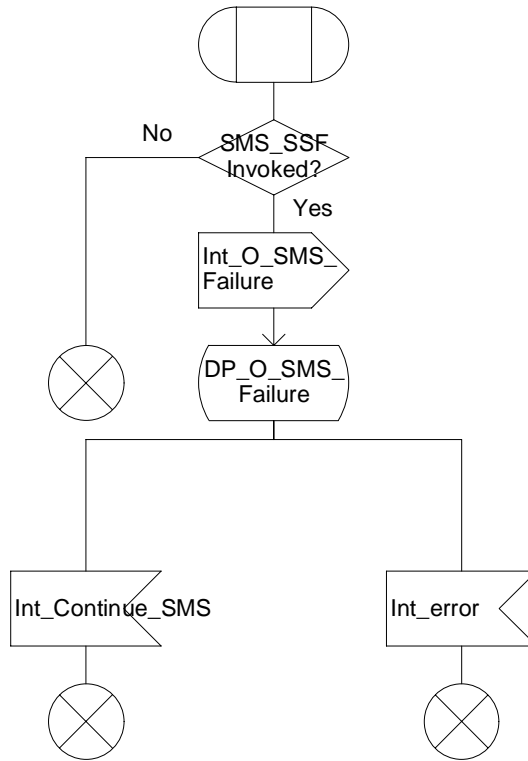 No
SMS_SSF
Invoked?
Yes
Int_O_SMS_
Failure
DP_O_SMS_
Failure
Int_Continue_SMS
Int_error